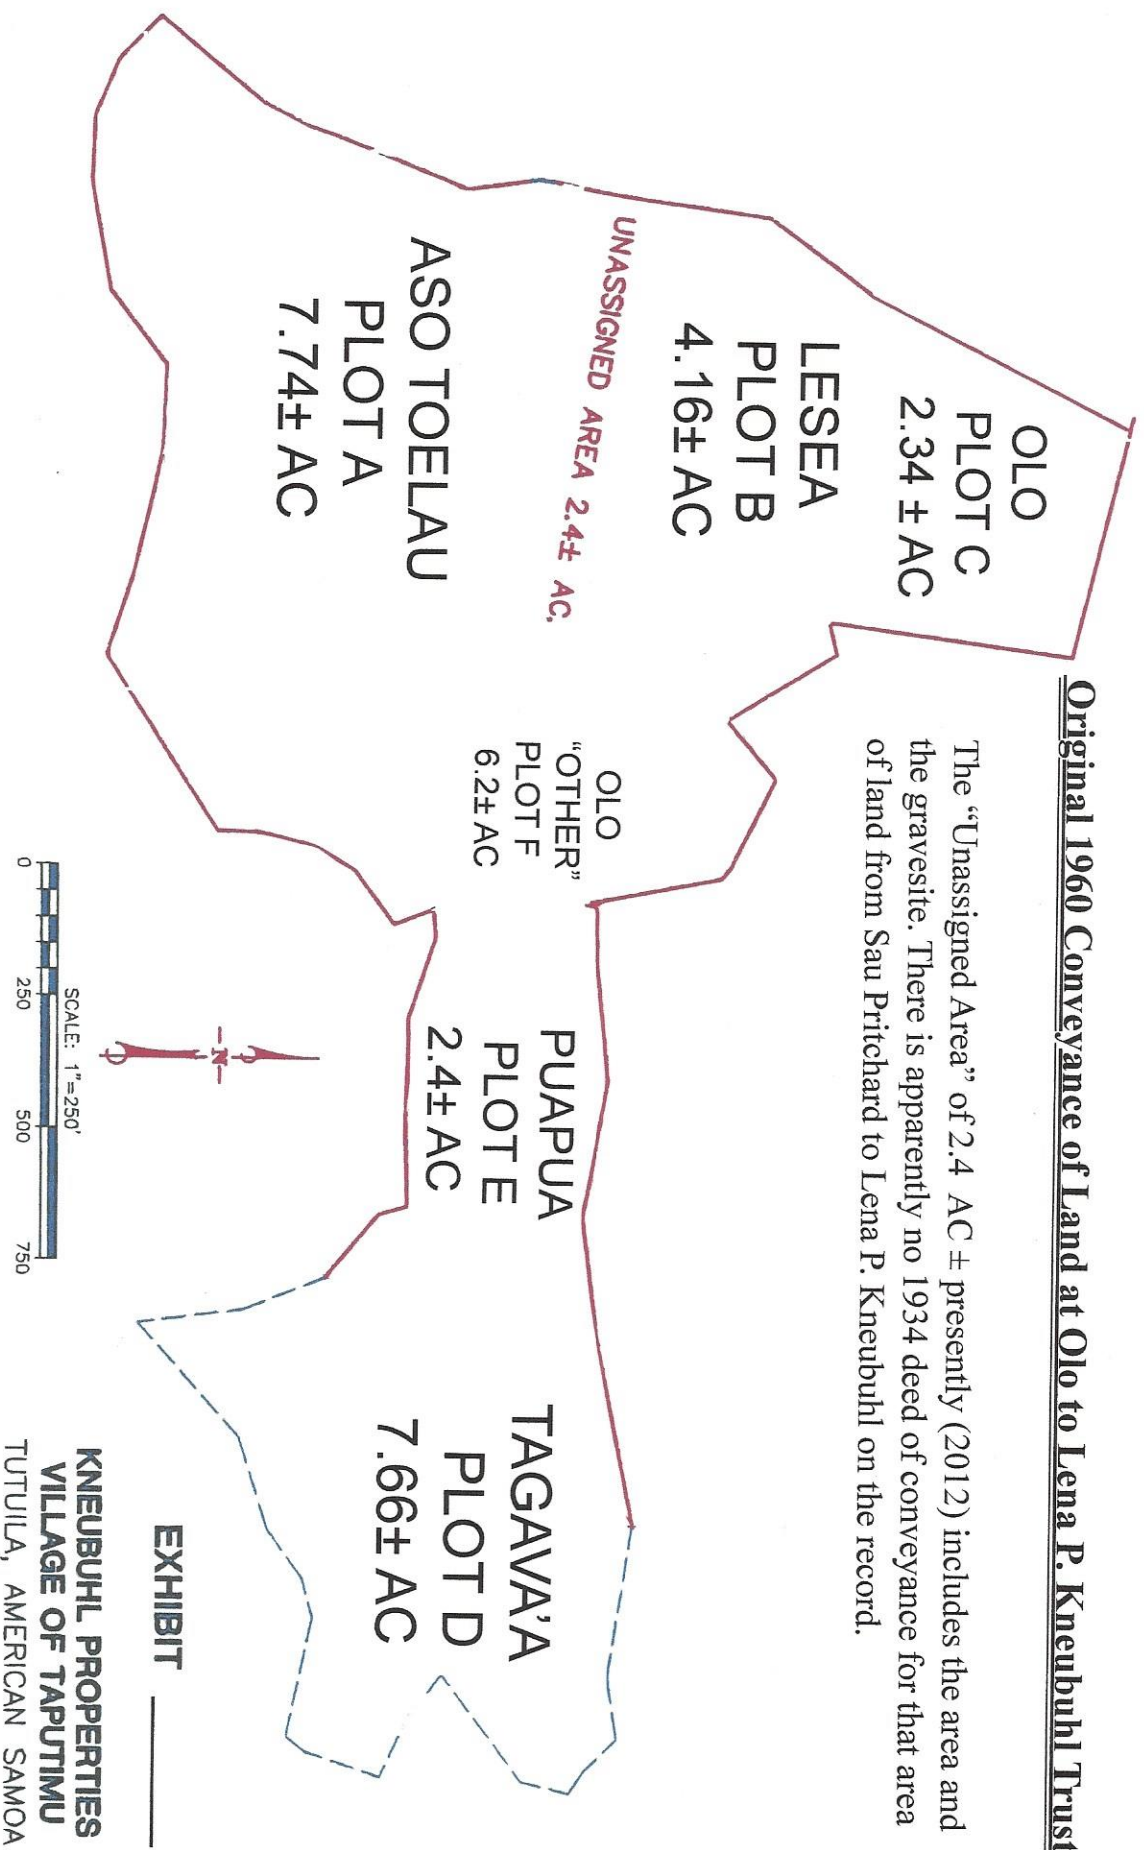 Original 1960 Conveyance of Land at Olo to Lena P. Kneubuhl Trust
The “Unassigned Area” of 2.4 AC ± presently (2012) includes the area and
the gravesite. There is apparently no 1934 deed of conveyance for that area
of land from Sau Pritchard to Lena P. Kneubuhl on the record.
OLO
PLOT C
2.34 ± AC
LESEA
PLOT B
4.16± AC
UNASSIGNED AREA 2.4± AC.
ASO TOELAU
PLOT A
7.74± AC
OLO
“OTHER”
PLOT F
6.2± AC
PUAPUA
PLOT E
2.4± AC
TAGAVA’A
PLOT D
7.66± AC
-N-
SCALE: 1"=250'
0 250 500 750
EXHIBIT
KNEUBUHL PROPERTIES
VILLAGE OF TAPUTIMU
TUTUILA, AMERICAN SAMOA